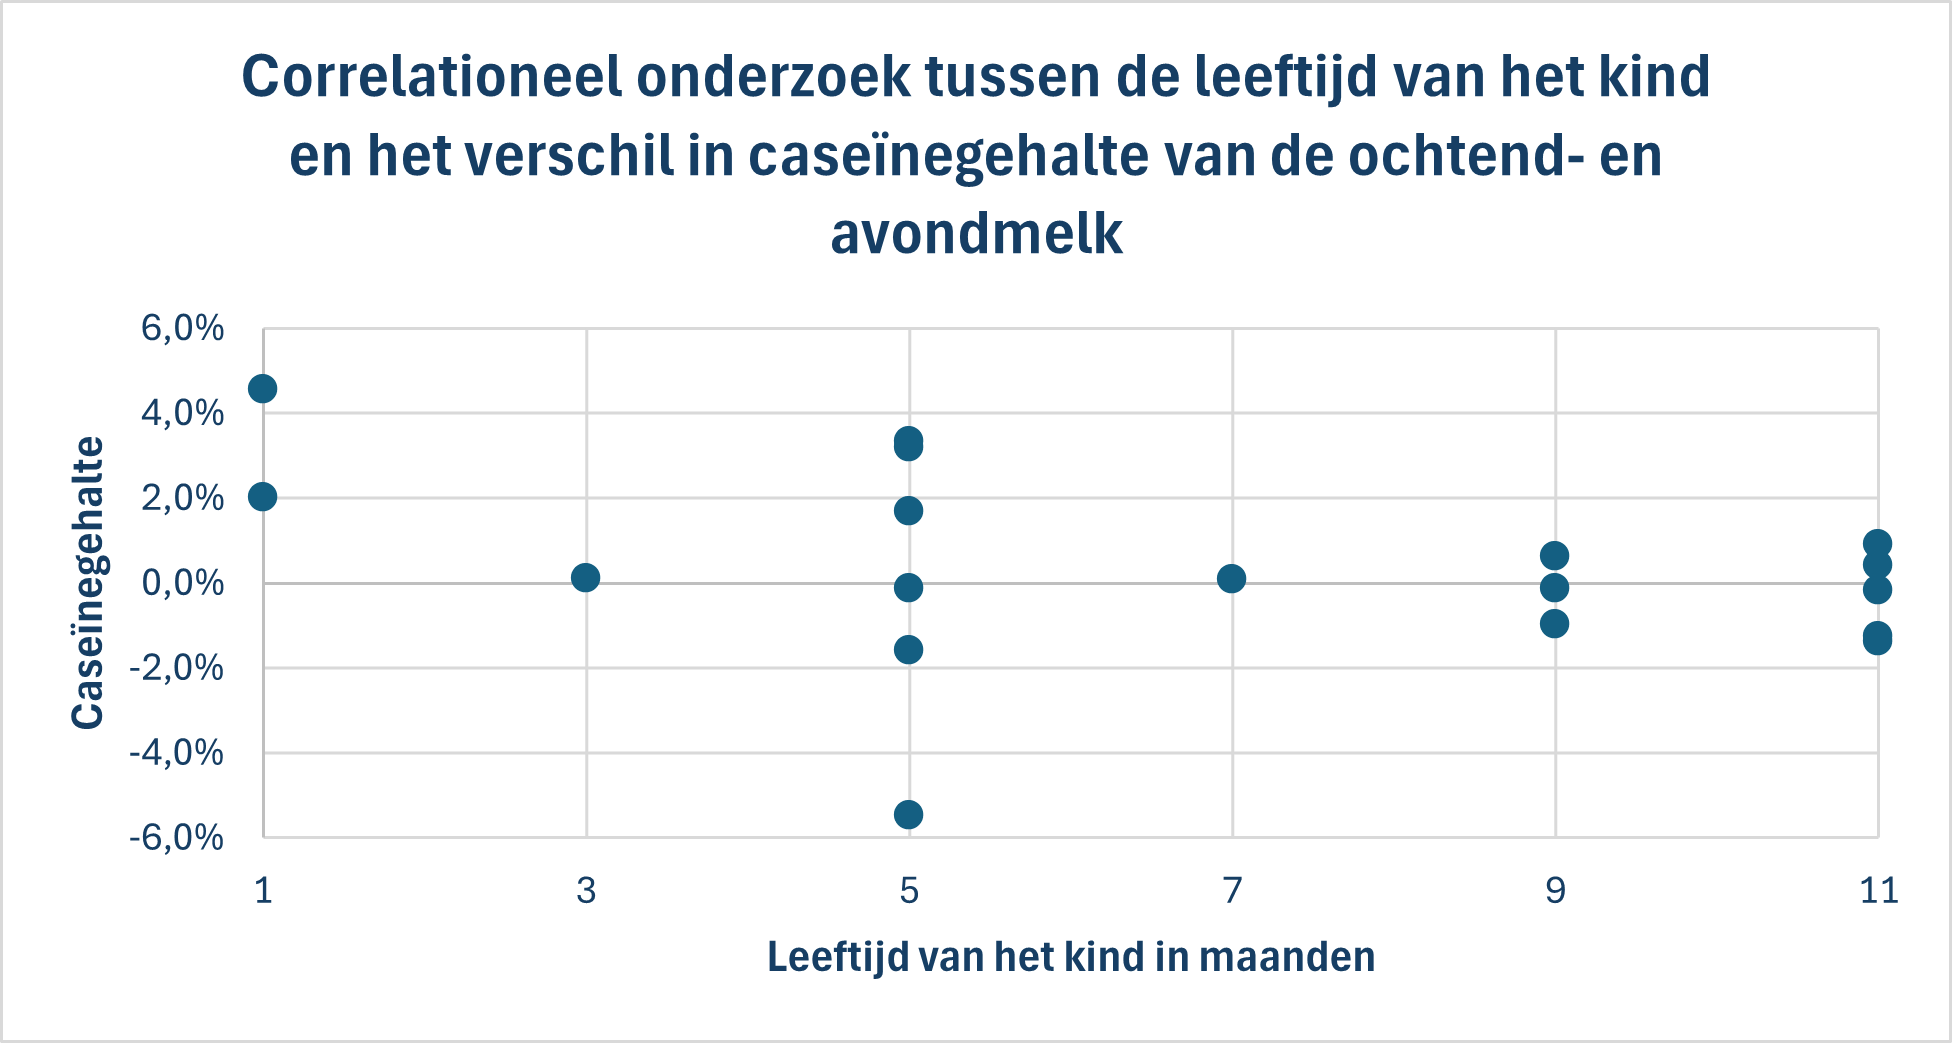 Correlationeel onderzoek tussen de leeftijd van het kind
en het verschil in caseïnegehalte van de ochtend- en
avondmelk
6,0%
4,0%
2,0%
0,0%
-2,0%
-4,0%
-6,0%
Caseïnegehalte
1 3 5 7 9 11
Leeftijd van het kind in maanden